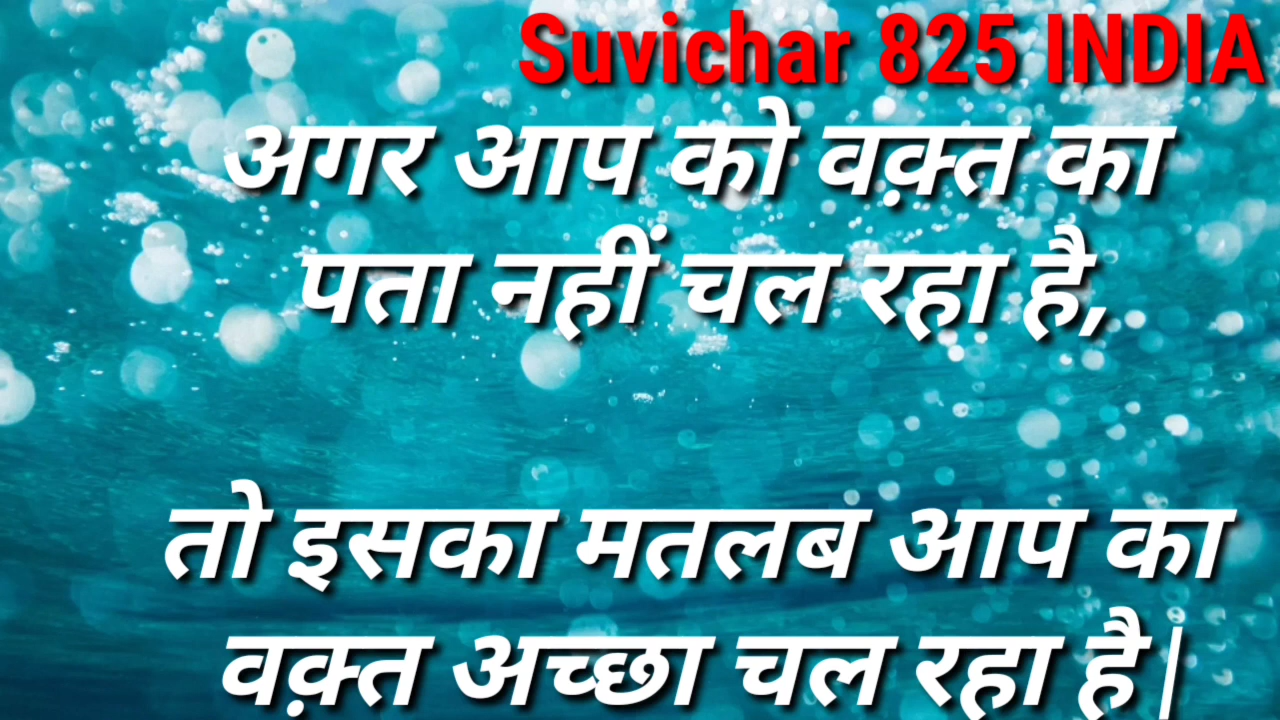 Suvichar 825 INDIA
अगर आप को वक़्त का
पता नहीं चल रहा है,
तो इसका मतलब आप का
वक़्त अच्छा चल रहा है|